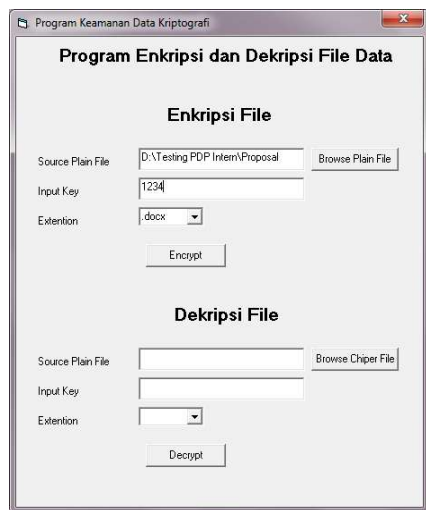 Program Keamanan Data Kriptografi
Program Enkripsi dan Dekripsi File Data
Enkripsi File
Source Plain File D:\Testing PDP Intern\Proposal Browse Plain File
Input Key 1234
Extention .docx
Encrypt
Dekripsi File
Source Plain File Browse Chiper File
Input Key
Extention
Decrypt